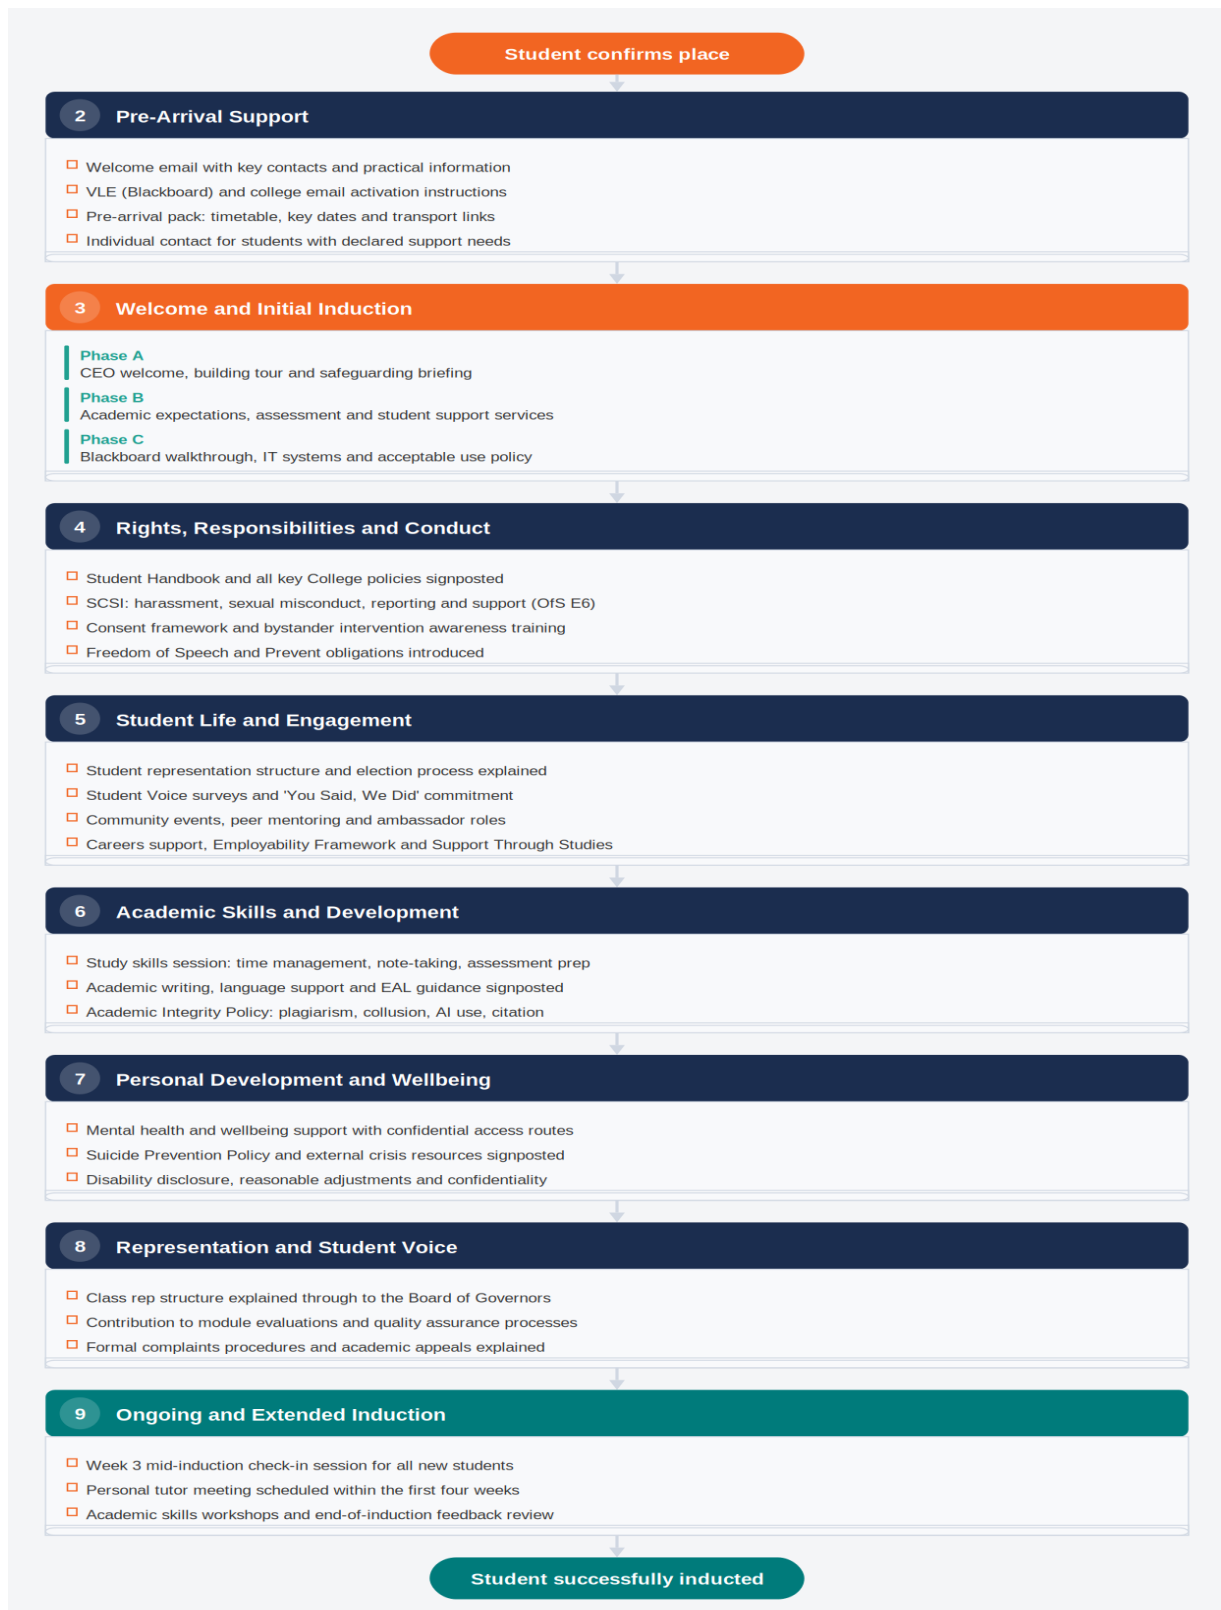 Student confirms place
2 Pre-Arrival Support
Welcome email with key contacts and practical information
VLE (Blackboard) and college email activation instructions
Pre-arrival pack: timetable, key dates and transport links
Individual contact for students with declared support needs
3 Welcome and Initial Induction
Phase A
CEO welcome, building tour and safeguarding briefing
Phase B
Academic expectations, assessment and student support services
Phase C
Blackboard walkthrough, IT systems and acceptable use policy
4 Rights, Responsibilities and Conduct
Student Handbook and all key College policies signposted
SCSI: harassment, sexual misconduct, reporting and support (OfS E6)
Consent framework and bystander intervention awareness training
Freedom of Speech and Prevent obligations introduced
5 Student Life and Engagement
Student representation structure and election process explained
Student Voice surveys and 'You Said, We Did' commitment
Community events, peer mentoring and ambassador roles
Careers support, Employability Framework and Support Through Studies
6 Academic Skills and Development
Study skills session: time management, note-taking, assessment prep
Academic writing, language support and EAL guidance signposted
Academic Integrity Policy: plagiarism, collusion, AI use, citation
7 Personal Development and Wellbeing
Mental health and wellbeing support with confidential access routes
Suicide Prevention Policy and external crisis resources signposted
Disability disclosure, reasonable adjustments and confidentiality
8 Representation and Student Voice
Class rep structure explained through to the Board of Governors
Contribution to module evaluations and quality assurance processes
Formal complaints procedures and academic appeals explained
9 Ongoing and Extended Induction
Week 3 mid-induction check-in session for all new students
Personal tutor meeting scheduled within the first four weeks
Academic skills workshops and end-of-induction feedback review
Student successfully inducted